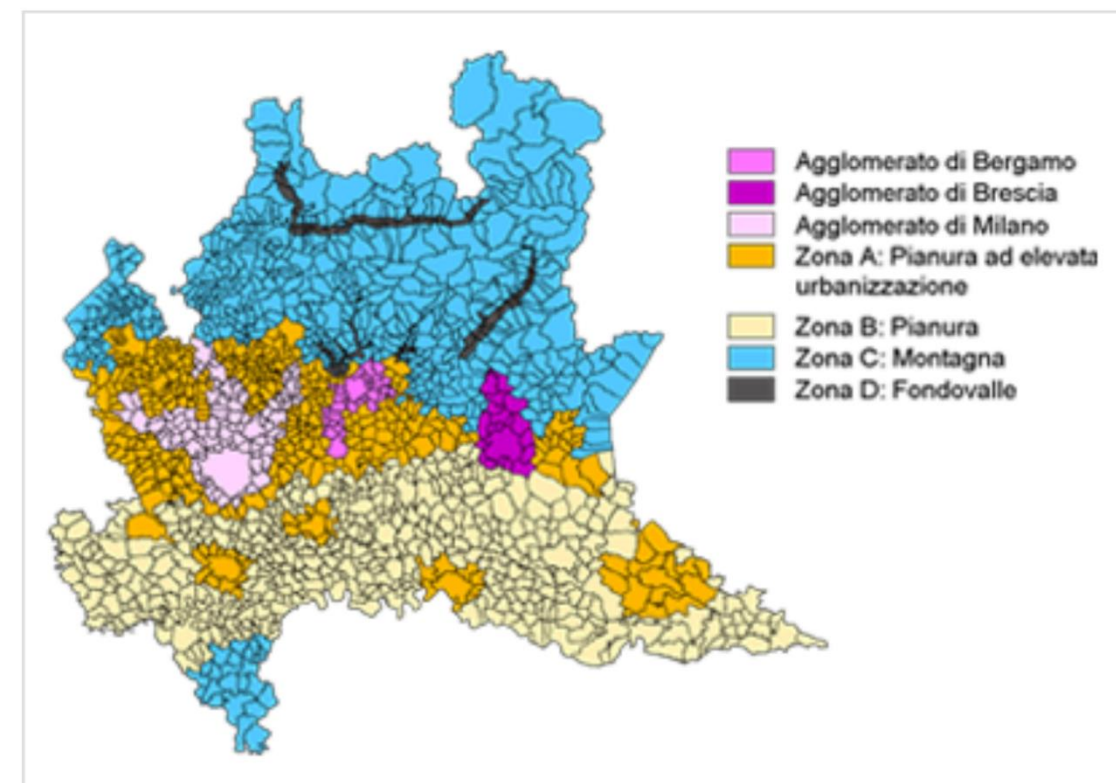 Agglomerato di Bergamo
Agglomerato di Brescia
Agglomerato di Milano
Zona A: Pianura ad elevata
urbanizzazione
Zona B: Pianura
Zona C: Montagna
Zona D: Fondovalle